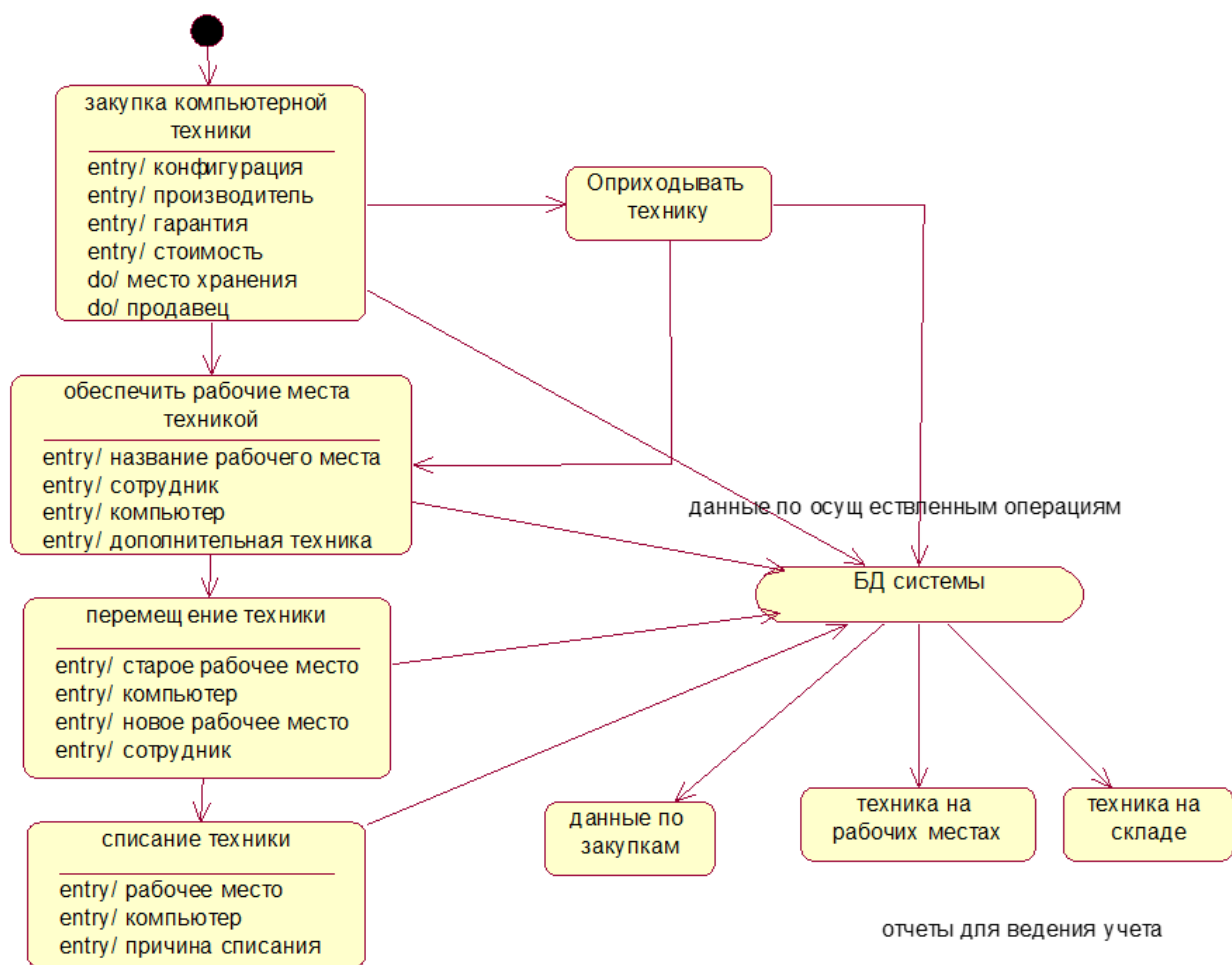 закупка компьютерной
техники
entry/ конфигурация
entry/ производитель
entry/ гарантия
entry/ стоимость
do/ место хранения
do/ продавец
Оприходывать
технику
обеспечить рабочие места
техникой
entry/ название рабочего места
entry/ сотрудник
entry/ компьютер
entry/ дополнительная техника
данные по осущ ествленным операциям
БД системы
перемещ ение техники
entry/ старое рабочее место
entry/ компьютер
entry/ новое рабочее место
entry/ сотрудник
списание техники
entry/ рабочее место
entry/ компьютер
entry/ причина списания
данные по
закупкам
техника на
рабочих местах
техника на
складе
отчеты для ведения учета